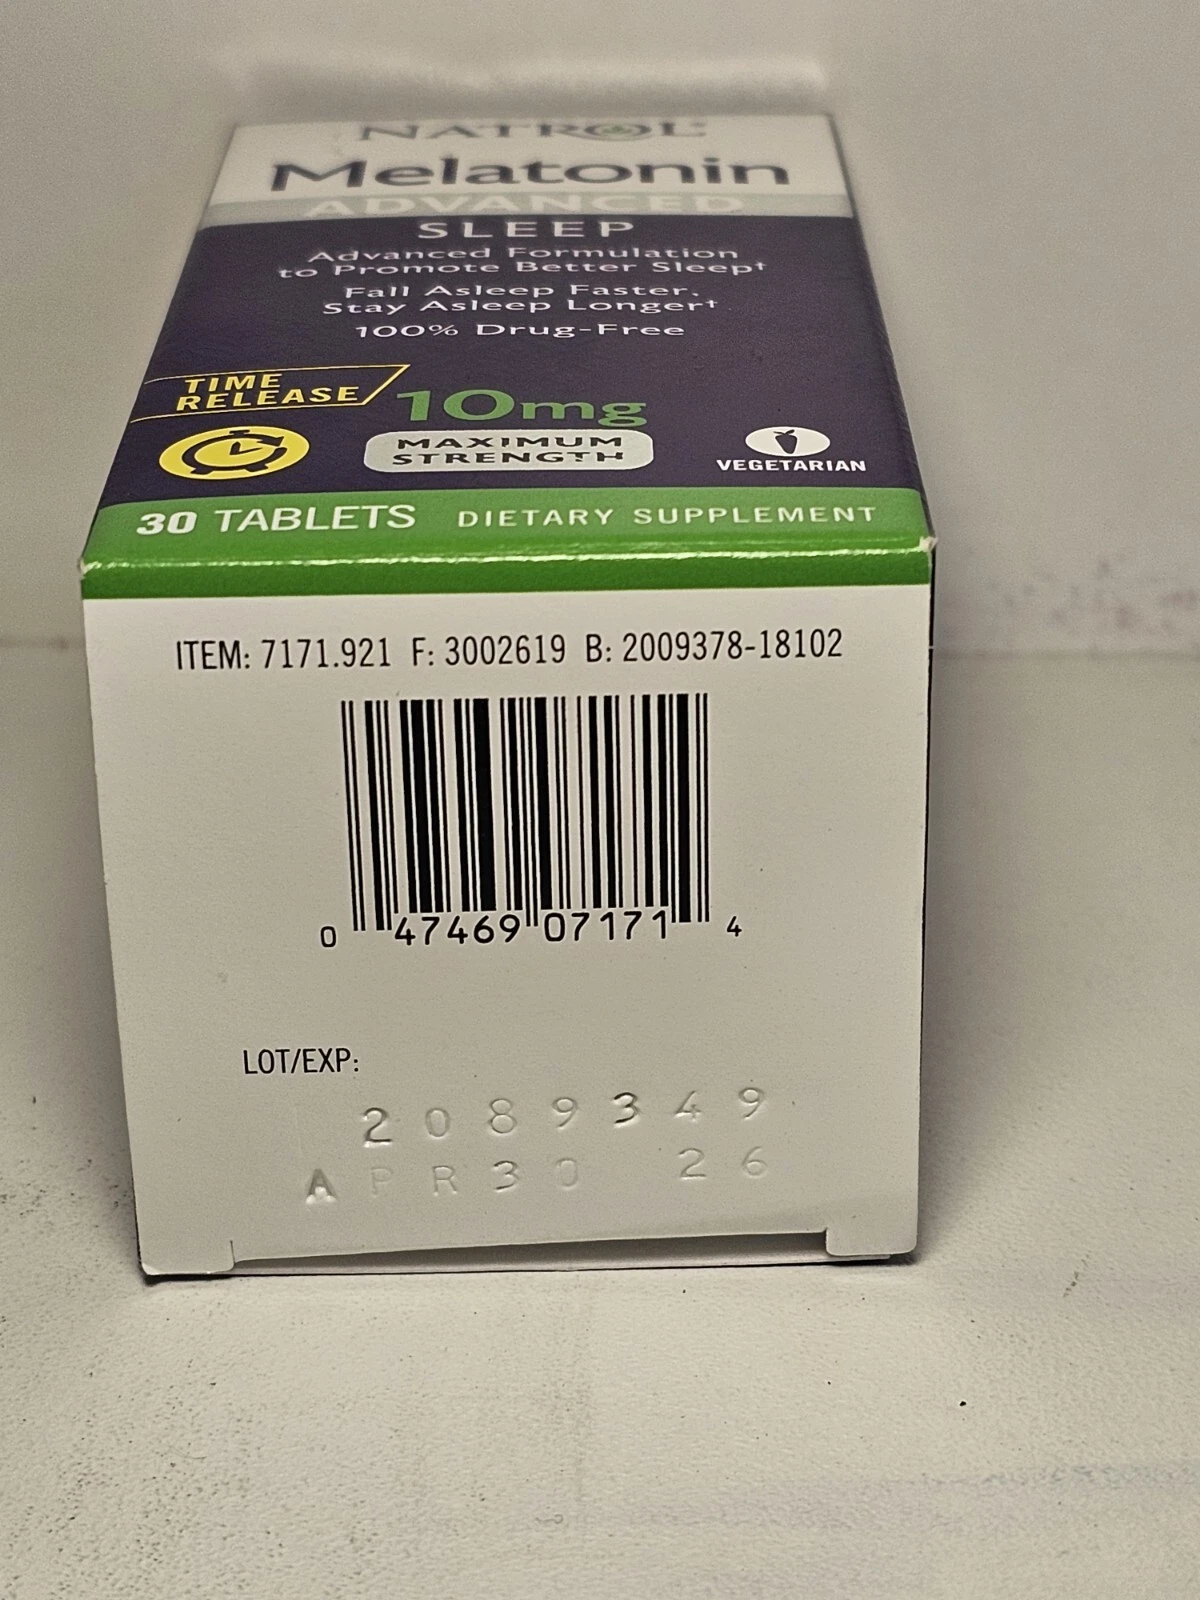 NATROL
Melatonin
ADVANCED
SLEEP
Advanced Formulation
to Promote Better Sleep†
Fall Asleep Faster,
Stay Asleep Longer†
100% Drug-Free
TIME
RELEASE
10mg
MAXIMUM
STRENGTH
VEGETARIAN
30 TABLETS DIETARY SUPPLEMENT
ITEM: 7171.921 F: 3002619 B: 2009378-18102
0 47469 07171 4
LOT/EXP:
2089349
APR30 26